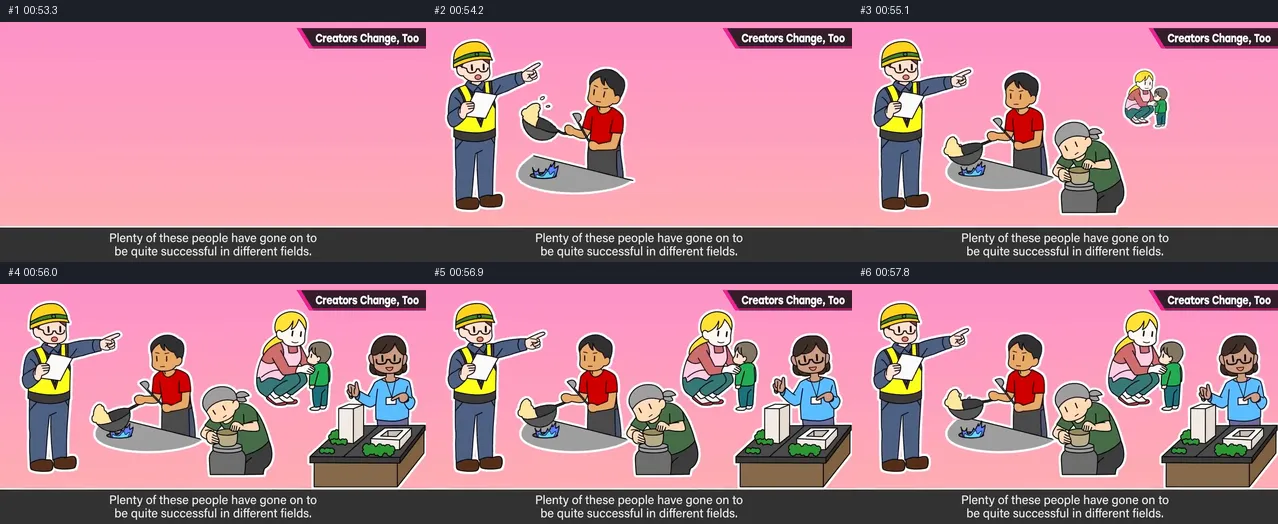 #1 00:53.3
Creators Change, Too
Plenty of these people have gone on to
be quite successful in different fields.
#2 00:54.2
Creators Change, Too
Plenty of these people have gone on to
be quite successful in different fields.
#3 00:55.1
Creators Change, Too
Plenty of these people have gone on to
be quite successful in different fields.
#4 00:56.0
Creators Change, Too
Plenty of these people have gone on to
be quite successful in different fields.
#5 00:56.9
Creators Change, Too
Plenty of these people have gone on to
be quite successful in different fields.
#6 00:57.8
Creators Change, Too
Plenty of these people have gone on to
be quite successful in different fields.